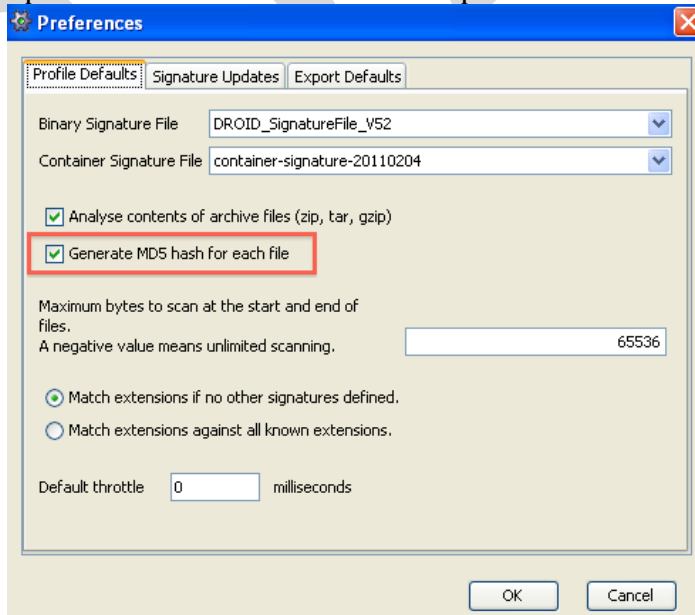 Preferences
Profile Defaults Signature Updates Export Defaults
Binary Signature File DROID_SignatureFile_V52
Container Signature File container-signature-20110204
Analyse contents of archive files (zip, tar, gzip)
Generate MD5 hash for each file
Maximum bytes to scan at the start and end of
files.
A negative value means unlimited scanning. 65536
Match extensions if no other signatures defined.
Match extensions against all known extensions.
Default throttle 0 milliseconds
OK Cancel